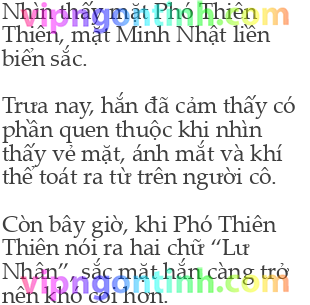 Nhìn thấy mặt Phó Thiên
vipngontinh.com
Thiên, mặt Minh Nhật liền
biển sắc.
Trưa nay, hắn đã cảm thấy có
phần quen thuộc khi nhìn
thấy vẻ mặt, ánh mắt và khí
thế toát ra từ trên người cô.
Còn bây giờ, khi Phó Thiên
Thiên nói ra hai chữ “Lư
Nhân”, sắc mặt hắn càng trở
vipngontinh.com
nên khó coi hơn.